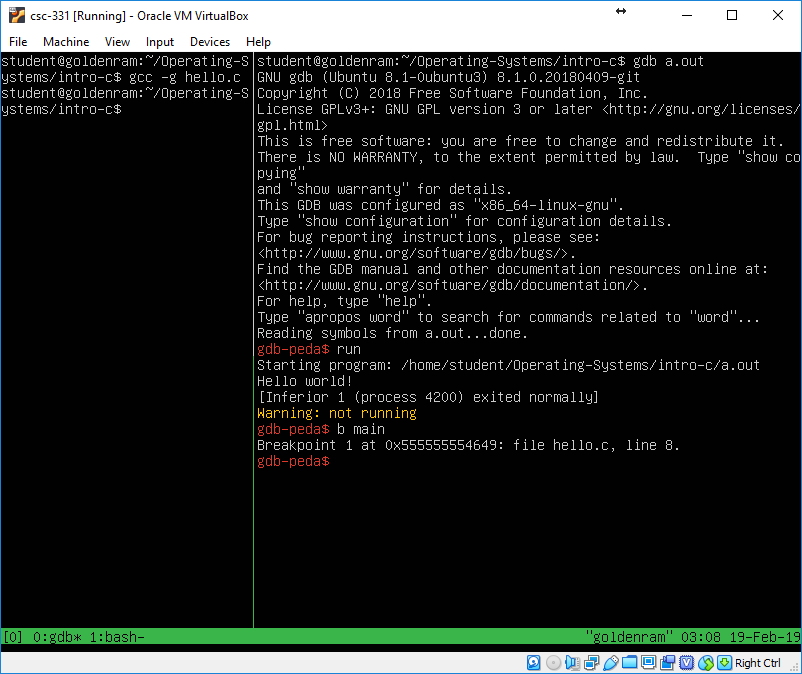 csc-331 [Running] - Oracle VM VirtualBox
File Machine View Input Devices Help
student@goldenram:~/Operating-S
ystems/intro-c$ gcc -g hello.c
student@goldenram:~/Operating-S
ystems/intro-c$
student@goldenram:~/Operating-Systems/intro-c$ gdb a.out
GNU gdb (Ubuntu 8.1-0ubuntu3) 8.1.0.20180409-git
Copyright (C) 2018 Free Software Foundation, Inc.
License GPLv3+: GNU GPL version 3 or later <http://gnu.org/licenses/
gpl.html>
This is free software: you are free to change and redistribute it.
There is NO WARRANTY, to the extent permitted by law.  Type "show co
pying"
and "show warranty" for details.
This GDB was configured as "x86_64-linux-gnu".
Type "show configuration" for configuration details.
For bug reporting instructions, please see:
<http://www.gnu.org/software/gdb/bugs/>.
Find the GDB manual and other documentation resources online at:
<http://www.gnu.org/software/gdb/documentation/>.
For help, type "help".
Type "apropos word" to search for commands related to "word"...
Reading symbols from a.out...done.
gdb-peda$ run
Starting program: /home/student/Operating-Systems/intro-c/a.out
Hello world!
[Inferior 1 (process 4200) exited normally]
Warning: not running
gdb-peda$ b main
Breakpoint 1 at 0x555555554649: file hello.c, line 8.
gdb-peda$
[0] 0:gdb* 1:bash- "goldenram" 03:08 19-Feb-19
Right Ctrl